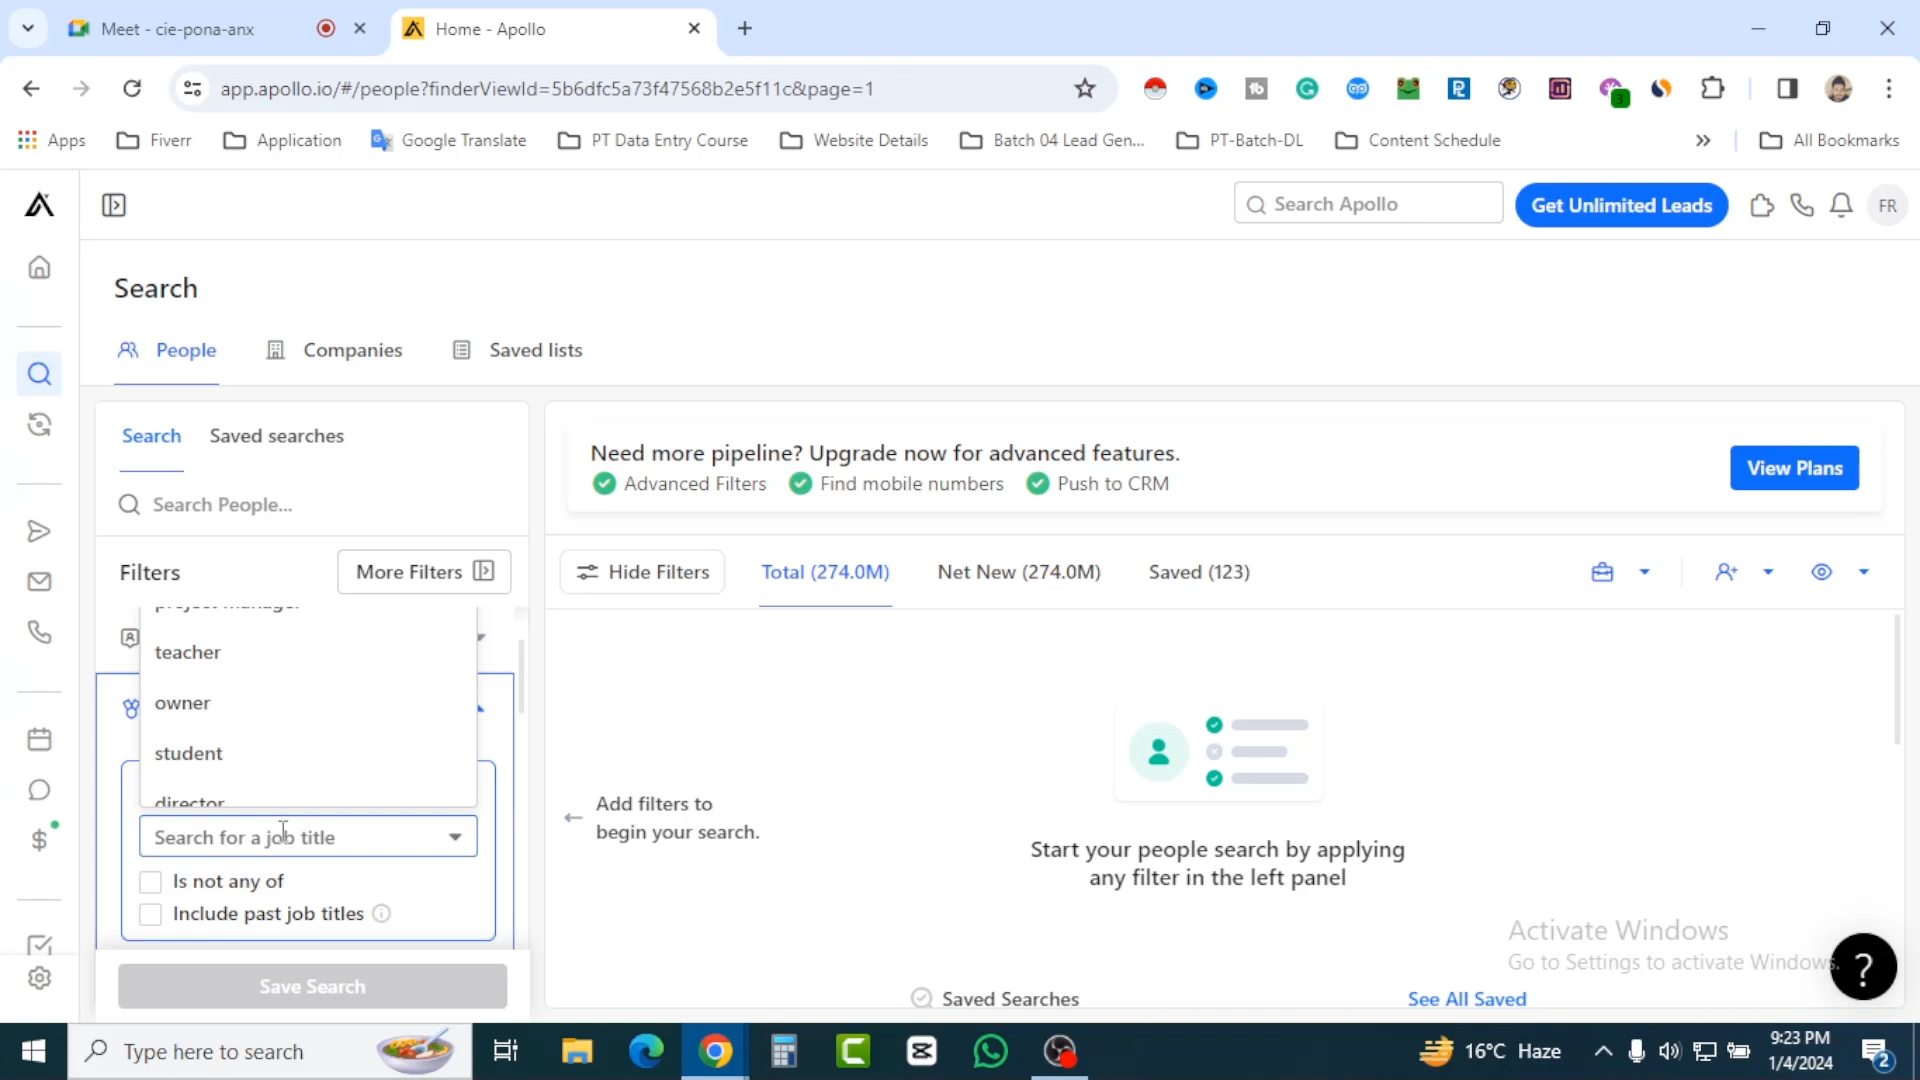 Meet - cie-pona-anx
Home - Apollo
app.apollo.io/#/people?finderViewId=5b6dfc5a73f47568b2e5f11c&page=1
Apps
Fiverr
Application
Google Translate
PT Data Entry Course
Website Details
Batch 04 Lead Gen...
PT-Batch-DL
Content Schedule
All Bookmarks
Search Apollo
Get Unlimited Leads
FR
Search
People
Companies
Saved lists
Search
Saved searches
Search People...
Filters
More Filters
project manager
teacher
owner
student
director
Search for a job title
Is not any of
Include past job titles
Save Search
Need more pipeline? Upgrade now for advanced features.
Advanced Filters
Find mobile numbers
Push to CRM
View Plans
Hide Filters
Total (274.0M)
Net New (274.0M)
Saved (123)
Add filters to
begin your search.
Start your people search by applying
any filter in the left panel
Saved Searches
See All Saved
Activate Windows
Go to Settings to activate Windows.
?
Type here to search
16°C Haze
9:23 PM
1/4/2024
2